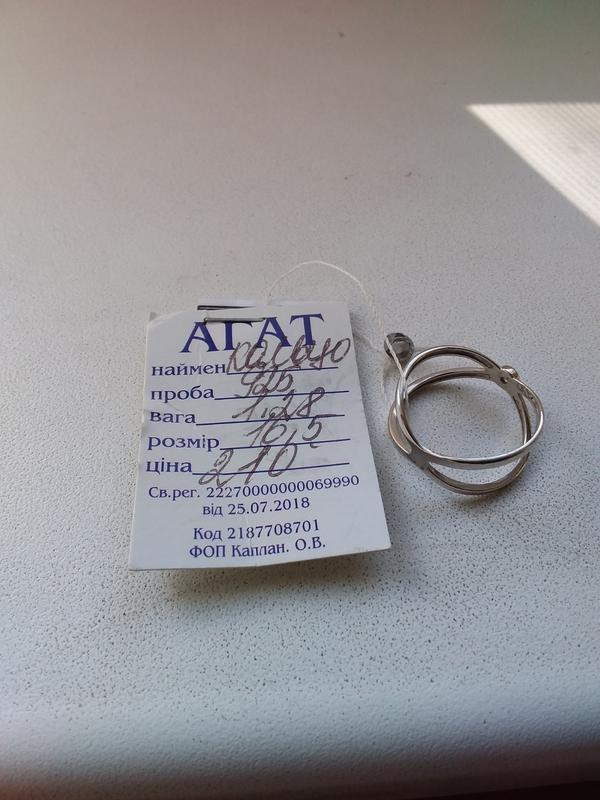 АГАТ
наймен кольцо
проба 925
вага 1,28
розмір 16,5
ціна 210
Св.рег. 22270000000069990
від 25.07.2018
Код 2187708701
ФОП Каплан. О.В.